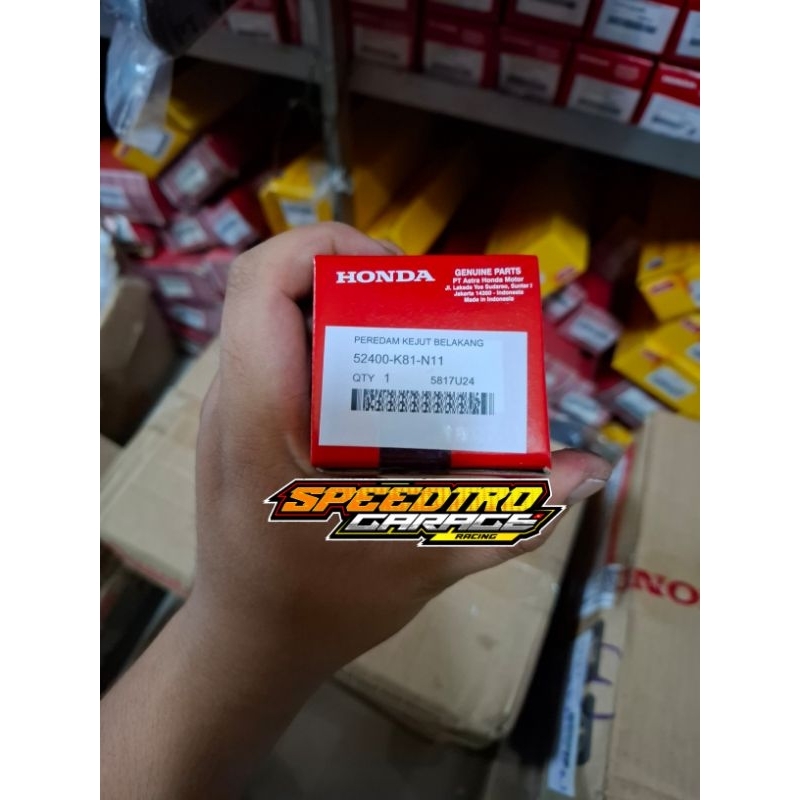 HONDA
GENUINE PARTS
PT Astra Honda Motor
Jl. Laksda Yos Sudarso, Sunter I
Jakarta 14350 - Indonesia
Made in Indonesia
PEREDAM KEJUT BELAKANG
52400-K81-N11
QTY 1 5817U24
SPEEDTRO
GARAGE
RACING
HONDA